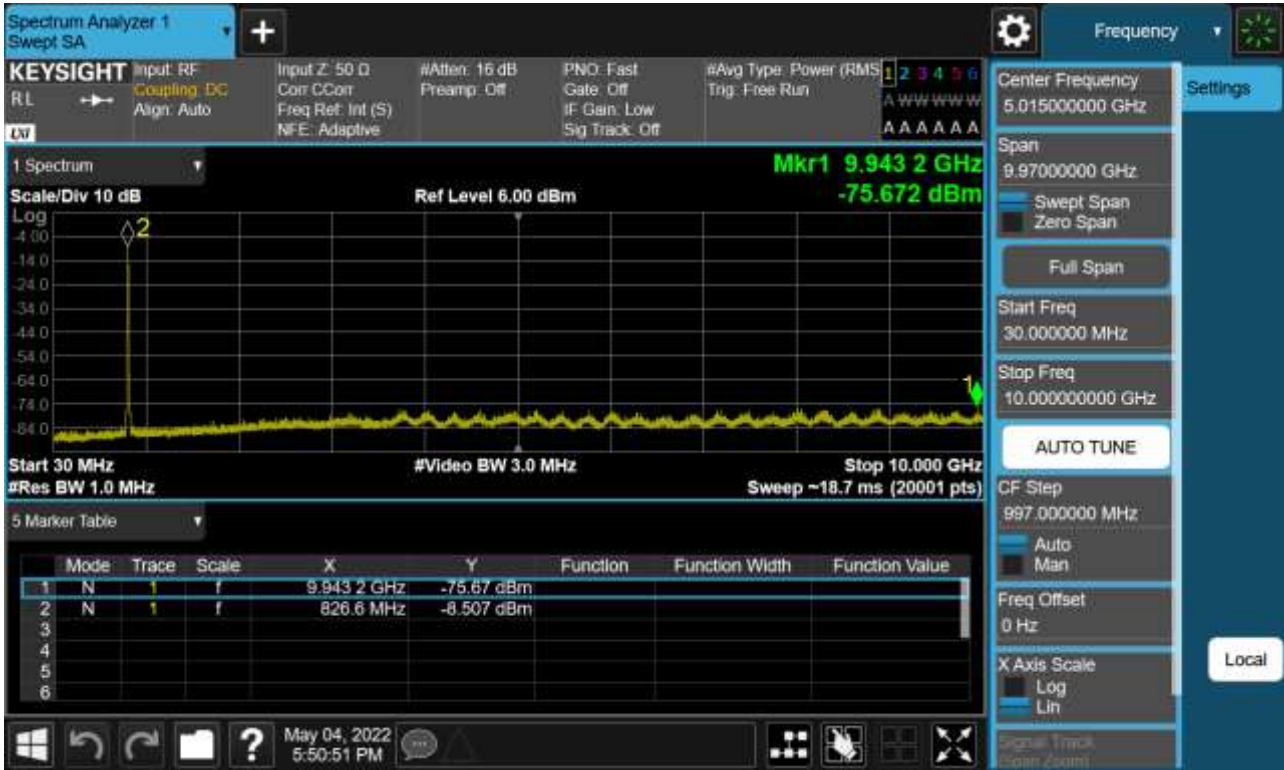 Spectrum Analyzer 1
Swept SA
+
Frequency
KEYSIGHT
RL
LXI
Input: RF
Coupling: DC
Align: Auto
Input Z: 50 Ω
Corr CCorr
Freq Ref: Int (S)
NFE: Adaptive
#Atten: 16 dB
Preamp: Off
PNO: Fast
Gate: Off
IF Gain: Low
Sig Track: Off
#Avg Type: Power (RMS
Trig: Free Run
1 2 3 4 5 6
A W W W W W
A A A A A A
1 Spectrum
Scale/Div 10 dB
Ref Level 6.00 dBm
Mkr1 9.943 2 GHz
-75.672 dBm
Log
-4.00
-14.0
-24.0
-34.0
-44.0
-54.0
-64.0
-74.0
-84.0
2
1
Start 30 MHz
#Video BW 3.0 MHz
Stop 10.000 GHz
#Res BW 1.0 MHz
Sweep ~18.7 ms (20001 pts)
5 Marker Table
Mode Trace Scale X Y Function Function Width Function Value
1 N 1 f 9.943 2 GHz -75.67 dBm
2 N 1 f 826.6 MHz -8.507 dBm
3
4
5
6
May 04, 2022
5:50:51 PM
?
Center Frequency
5.015000000 GHz
Span
9.97000000 GHz
Swept Span
Zero Span
Full Span
Start Freq
30.000000 MHz
Stop Freq
10.000000000 GHz
AUTO TUNE
CF Step
997.000000 MHz
Auto
Man
Freq Offset
0 Hz
X Axis Scale
Log
Lin
Signal Track
(Span Zoom)
Settings
Local